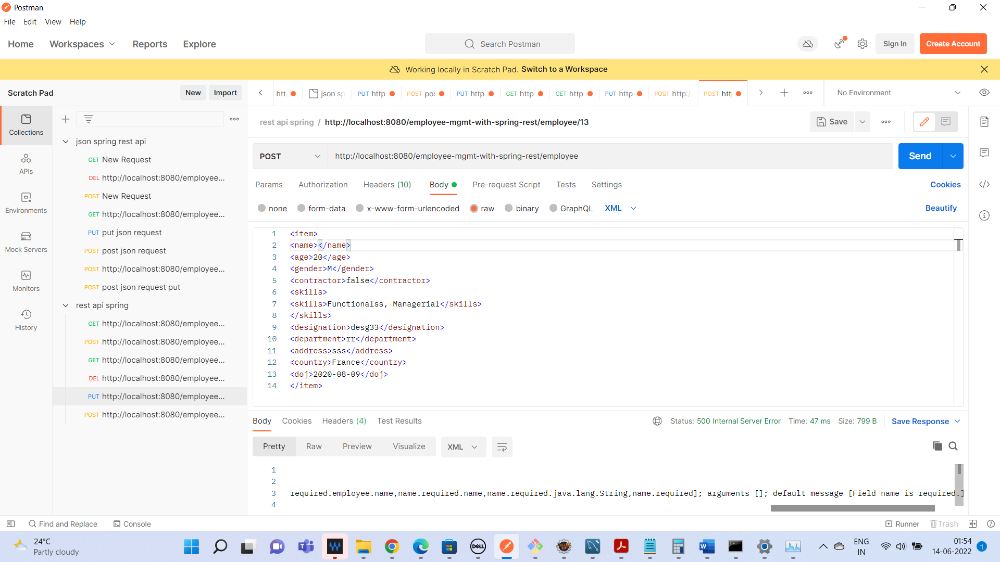 Postman
File Edit View Help
Home Workspaces Reports Explore
Search Postman
Sign In
Create Account
Working locally in Scratch Pad. Switch to a Workspace
Scratch Pad
New
Import
htt
json sp
PUT http
POST pos
PUT http
GET http
GET http
PUT http
POST http:/
POST htt
No Environment
Collections
APIs
Environments
Mock Servers
Monitors
History
json spring rest api
GET New Request
DEL http://localhost:8080/employee...
POST New Request
GET http://localhost:8080/employee...
PUT put json request
POST post json request
POST http://localhost:8080/employee...
POST post json request put
rest api spring
GET http://localhost:8080/employee...
POST http://localhost:8080/employee...
GET http://localhost:8080/employee...
DEL http://localhost:8080/employee...
PUT http://localhost:8080/employee...
POST http://localhost:8080/employee...
rest api spring / http://localhost:8080/employee-mgmt-with-spring-rest/employee/13
Save
POST
http://localhost:8080/employee-mgmt-with-spring-rest/employee
Send
Params Authorization Headers (10) Body Pre-request Script Tests Settings
Cookies
none form-data x-www-form-urlencoded raw binary GraphQL XML
Beautify
1 <item>
2 <name></name>
3 <age>20</age>
4 <gender>M</gender>
5 <contractor>false</contractor>
6 <skills>
7 <skills>Functionalss, Managerial</skills>
8 </skills>
9 <designation>desg33</designation>
10 <department>rr</department>
11 <address>sss</address>
12 <country>France</country>
13 <doj>2020-08-09</doj>
14 </item>
Body Cookies Headers (4) Test Results
Status: 500 Internal Server Error Time: 47 ms Size: 799 B
Save Response
Pretty Raw Preview Visualize XML
1
2
3 required.employee.name,name.required.name,name.required.java.lang.String,name.required]; arguments []; default message [Field name is required.]
4
Find and Replace
Console
Runner
Trash
24°C
Partly cloudy
DELL
ENG
IN
01:54
14-06-2022
1